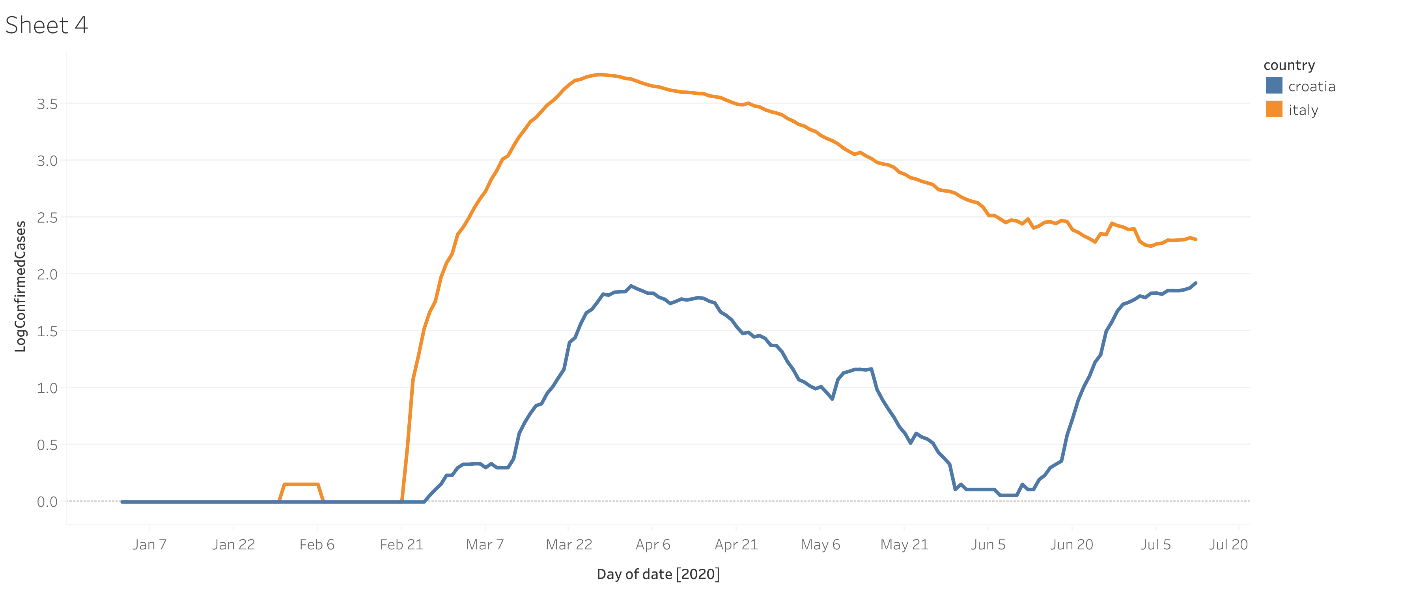 Sheet 4
country
croatia
italy
3.5
3.0
2.5
2.0
1.5
1.0
0.5
0.0
LogConfirmedCases
Jan 7 Jan 22 Feb 6 Feb 21 Mar 7 Mar 22 Apr 6 Apr 21 May 6 May 21 Jun 5 Jun 20 Jul 5 Jul 20
Day of date [2020]